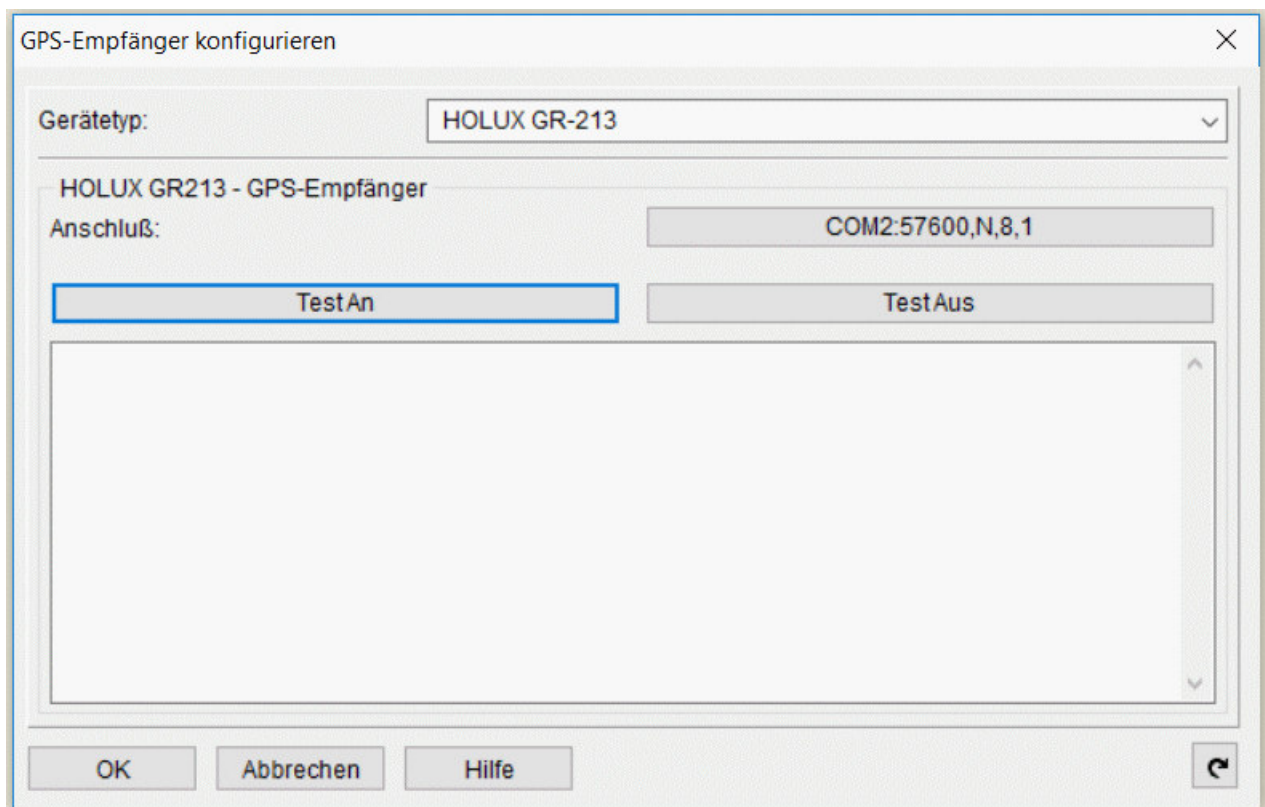 GPS-Empfänger konfigurieren
Gerätetyp: HOLUX GR-213
HOLUX GR213 - GPS-Empfänger
Anschluß: COM2:57600,N,8,1
Test An Test Aus
OK Abbrechen Hilfe